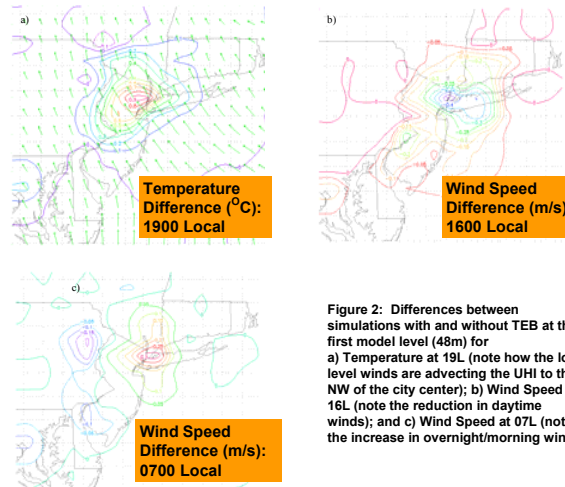 a)
Temperature
Difference (OC):
1900 Local
b)
Wind Speed
Difference (m/s)
1600 Local
c)
Wind Speed
Difference (m/s):
0700 Local
Figure 2: Differences between
simulations with and without TEB at th
first model level (48m) for
a) Temperature at 19L (note how the lo
level winds are advecting the UHI to th
NW of the city center); b) Wind Speed
16L (note the reduction in daytime
winds); and c) Wind Speed at 07L (not
the increase in overnight/morning win